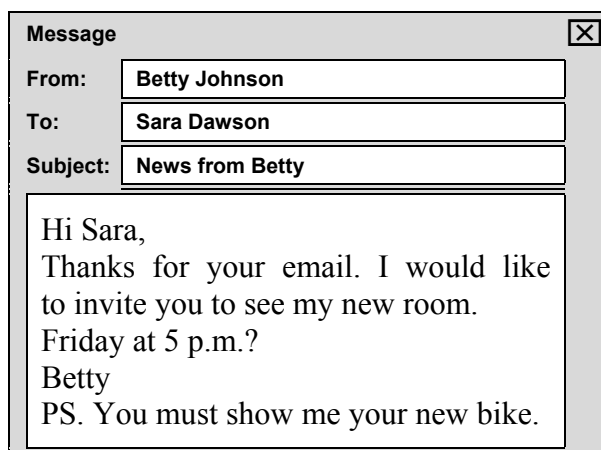 Message
From: Betty Johnson
To: Sara Dawson
Subject: News from Betty
Hi Sara,
Thanks for your email. I would like
to invite you to see my new room.
Friday at 5 p.m.?
Betty
PS. You must show me your new bike.